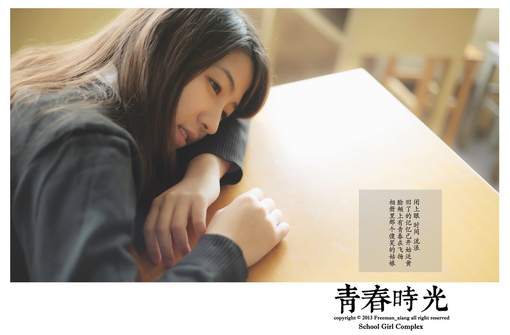 闭上眼 时间 流浪
旧了的记忆已开始泛黄
脸颊上有青春在飞扬
相册里那个傻笑的姑娘
青春時光
copyright © 2013 Freeman_xiang all right reserved
School Girl Complex